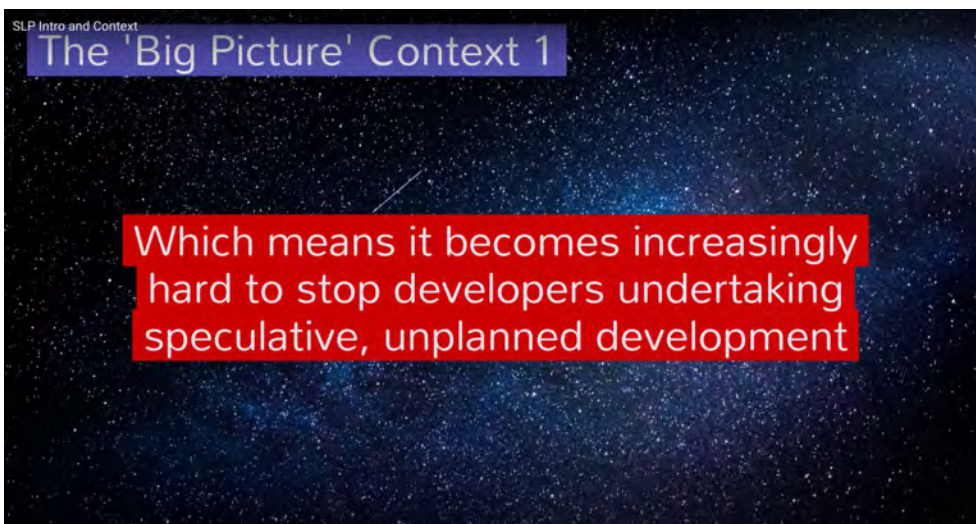 SLP Intro and Context
The 'Big Picture' Context 1
Which means it becomes increasingly
hard to stop developers undertaking
speculative, unplanned development